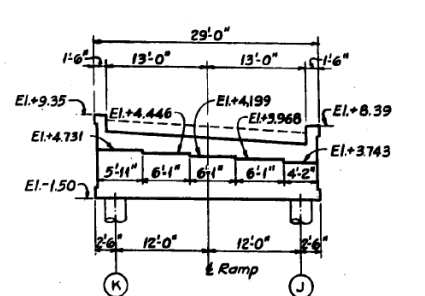 29'-0"
1'-6" 13'-0" 13'-0" 1'-6"
El.+9.35 El.+4.446 El.+4,199 El.+3.968 El.+8.39
El.+4.731 El.+3.743
5'-11" 6'-1" 6'-1" 6'-1" 4'-2"
El.-1.50
2'-6" 12'-0" 12'-0" 2'-6"
℄ Ramp
K J